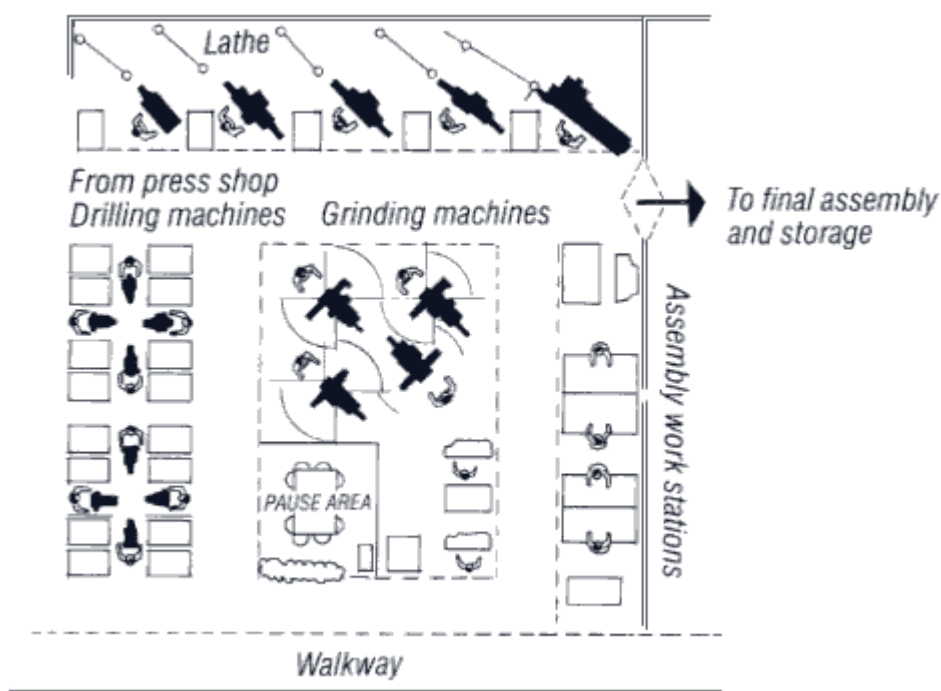 Lathe
From press shop
Drilling machines
Grinding machines
To final assembly
and storage
Assembly work stations
PAUSE AREA
Walkway